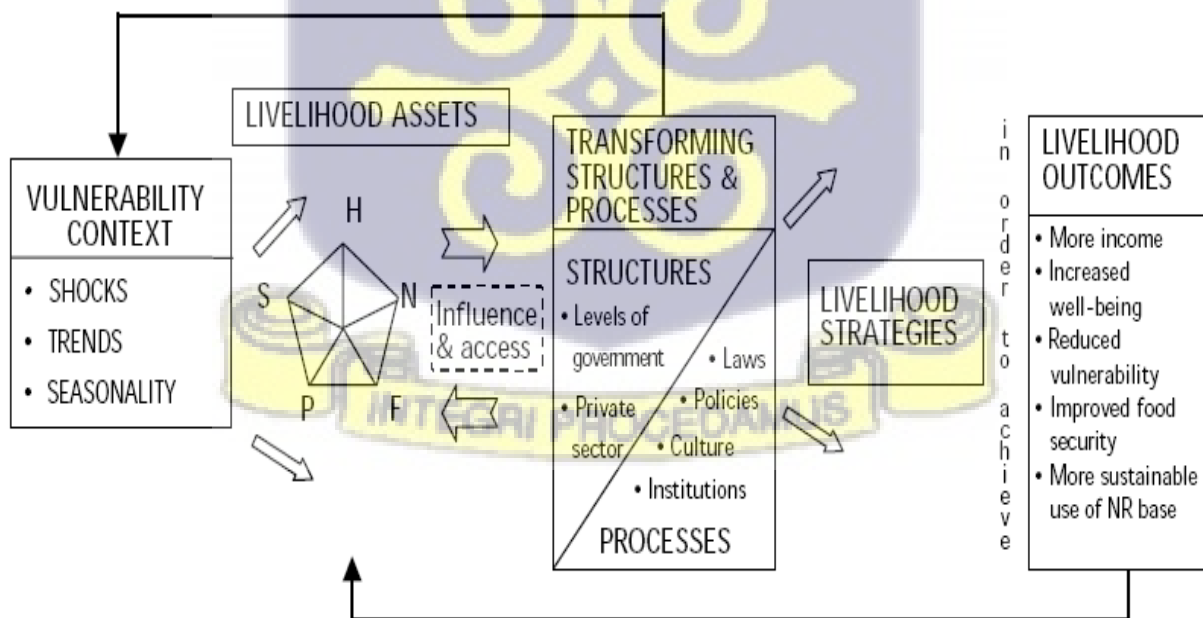 LIVELIHOOD ASSETS
VULNERABILITY
CONTEXT
• SHOCKS
• TRENDS
• SEASONALITY
H
S
N
P
F
Influence
& access
TRANSFORMING
STRUCTURES &
PROCESSES
STRUCTURES
• Levels of
government
• Private
sector
• Laws
• Policies
• Culture
• Institutions
PROCESSES
LIVELIHOOD
STRATEGIES
in order to achieve
LIVELIHOOD
OUTCOMES
• More income
• Increased
well-being
• Reduced
vulnerability
• Improved food
security
• More sustainable
use of NR base
INTEGRI PROCEDAMUS